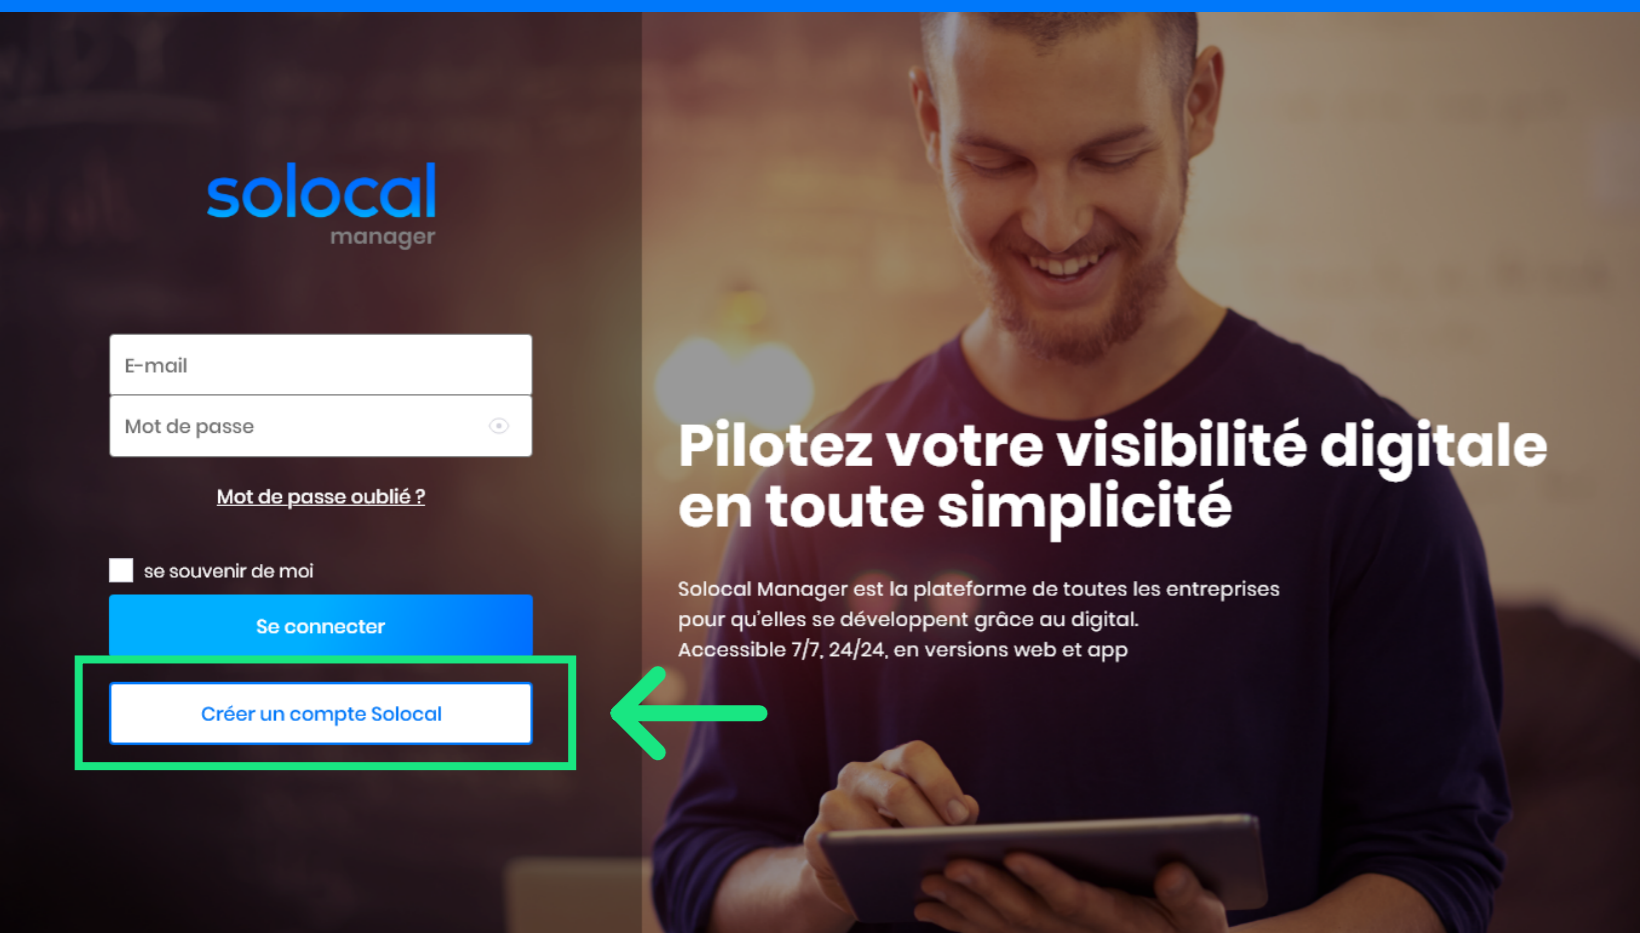 solocal
manager
E-mail
Mot de passe
Mot de passe oublié ?
se souvenir de moi
Se connecter
Créer un compte Solocal
Pilotez votre visibilité digitale
en toute simplicité
Solocal Manager est la plateforme de toutes les entreprises
pour qu'elles se développent grâce au digital.
Accessible 7/7, 24/24, en versions web et app